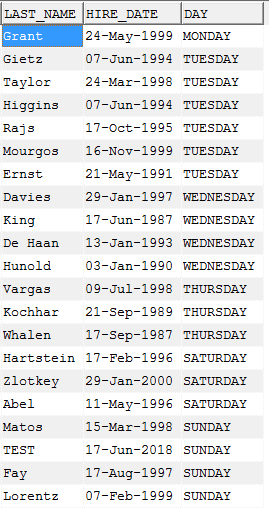 LAST_NAME HIRE_DATE DAY
Grant 24-May-1999 MONDAY
Gietz 07-Jun-1994 TUESDAY
Taylor 24-Mar-1998 TUESDAY
Higgins 07-Jun-1994 TUESDAY
Rajs 17-Oct-1995 TUESDAY
Mourgos 16-Nov-1999 TUESDAY
Ernst 21-May-1991 TUESDAY
Davies 29-Jan-1997 WEDNESDAY
King 17-Jun-1987 WEDNESDAY
De Haan 13-Jan-1993 WEDNESDAY
Hunold 03-Jan-1990 WEDNESDAY
Vargas 09-Jul-1998 THURSDAY
Kochhar 21-Sep-1989 THURSDAY
Whalen 17-Sep-1987 THURSDAY
Hartstein 17-Feb-1996 SATURDAY
Zlotkey 29-Jan-2000 SATURDAY
Abel 11-May-1996 SATURDAY
Matos 15-Mar-1998 SUNDAY
TEST 17-Jun-2018 SUNDAY
Fay 17-Aug-1997 SUNDAY
Lorentz 07-Feb-1999 SUNDAY